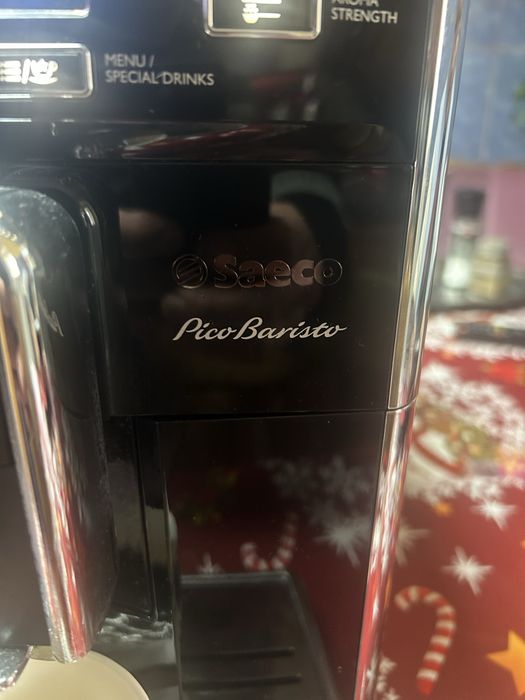 AROMA
STRENGTH
MENU /
SPECIAL DRINKS
Saeco
PicoBaristo